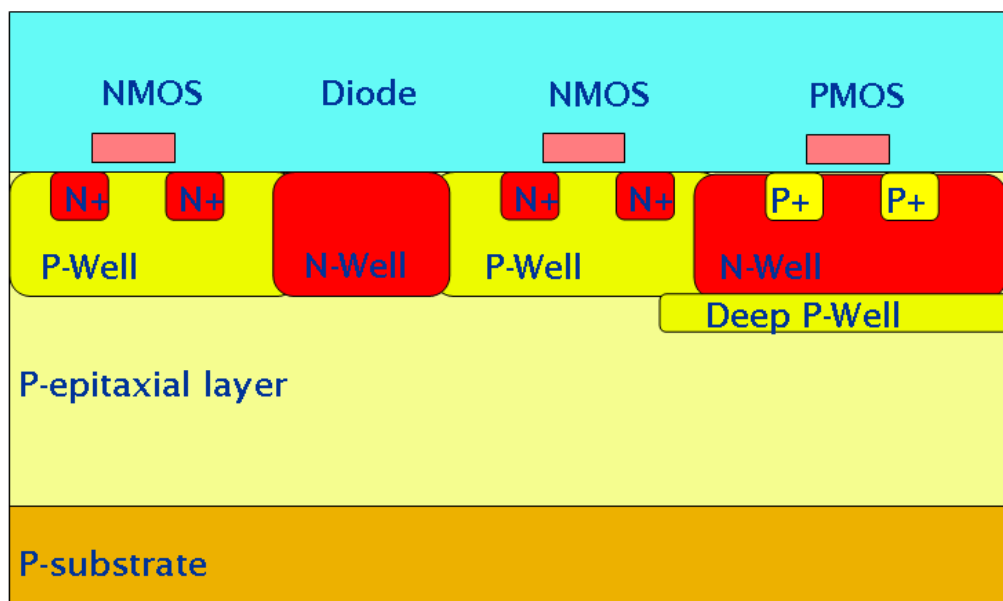 NMOS Diode NMOS PMOS
N+ N+ N+ N+ P+ P+
P-Well N-Well P-Well N-Well
Deep P-Well
P-epitaxial layer
P-substrate